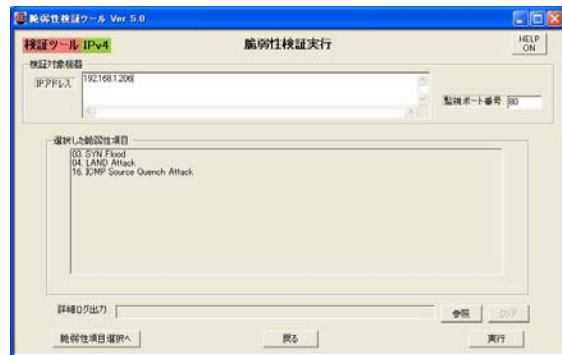 脆弱性検証ツール Ver 5.0
検証ツール IPv4
脆弱性検証実行
HELP ON
検証対象機器
IPアドレス
192.168.1.206
監視ポート番号 80
選択した脆弱性項目
03. SYN Flood
04. LAND Attack
16. ICMP Source Quench Attack
詳細ログ出力
参照
クリア
脆弱性項目選択へ
戻る
実行